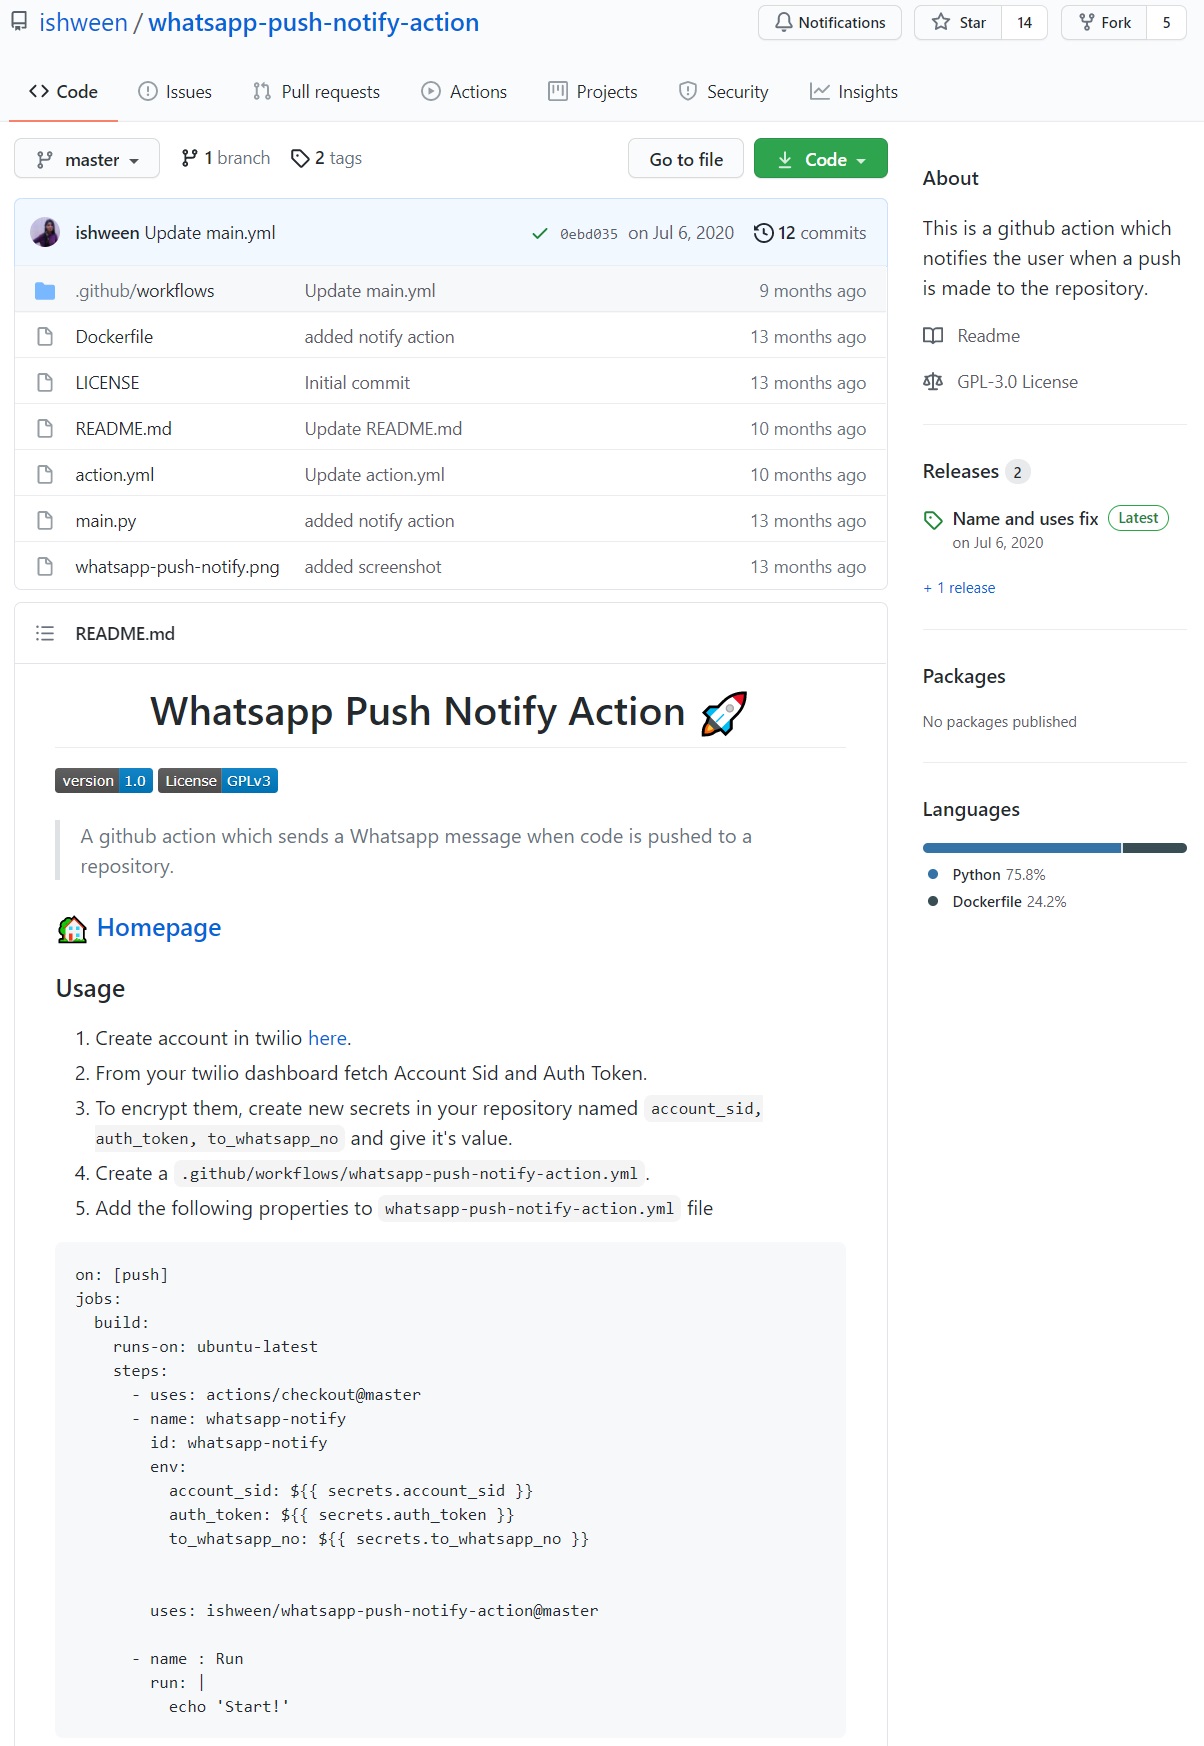 ishween / whatsapp-push-notify-action
Notifications
Star 14
Fork 5
Code
Issues
Pull requests
Actions
Projects
Security
Insights
master
1 branch
2 tags
Go to file
Code
ishween Update main.yml
0ebd035 on Jul 6, 2020
12 commits
.github/workflows Update main.yml 9 months ago
Dockerfile added notify action 13 months ago
LICENSE Initial commit 13 months ago
README.md Update README.md 10 months ago
action.yml Update action.yml 10 months ago
main.py added notify action 13 months ago
whatsapp-push-notify.png added screenshot 13 months ago
README.md
Whatsapp Push Notify Action 🚀
version 1.0 License GPLv3
A github action which sends a Whatsapp message when code is pushed to a
repository.
🏡 Homepage
Usage
1. Create account in twilio here.
2. From your twilio dashboard fetch Account Sid and Auth Token.
3. To encrypt them, create new secrets in your repository named account_sid,
auth_token, to_whatsapp_no and give it's value.
4. Create a .github/workflows/whatsapp-push-notify-action.yml.
5. Add the following properties to whatsapp-push-notify-action.yml file
on: [push]
jobs:
  build:
    runs-on: ubuntu-latest
    steps:
      - uses: actions/checkout@master
      - name: whatsapp-notify
        id: whatsapp-notify
        env:
          account_sid: ${{ secrets.account_sid }}
          auth_token: ${{ secrets.auth_token }}
          to_whatsapp_no: ${{ secrets.to_whatsapp_no }}
        uses: ishween/whatsapp-push-notify-action@master
      - name : Run
        run: |
          echo 'Start!'
About
This is a github action which
notifies the user when a push
is made to the repository.
Readme
GPL-3.0 License
Releases 2
Name and uses fix Latest
on Jul 6, 2020
+ 1 release
Packages
No packages published
Languages
Python 75.8%
Dockerfile 24.2%